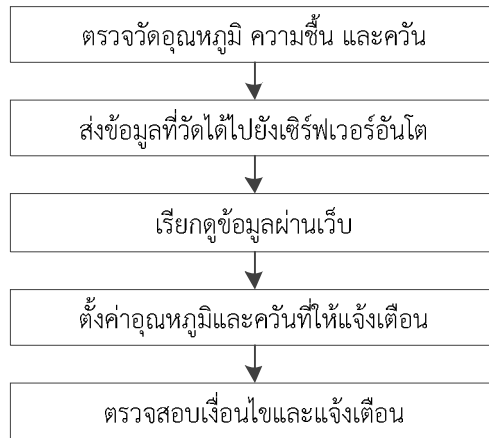 ตรวจวัดอุณหภูมิ ความชื้น และควัน
ส่งข้อมูลที่วัดได้ไปยังเซิร์ฟเวอร์อันโต
เรียกดูข้อมูลผ่านเว็บ
ตั้งค่าอุณหภูมิและควันที่ให้แจ้งเตือน
ตรวจสอบเงื่อนไขและแจ้งเตือน